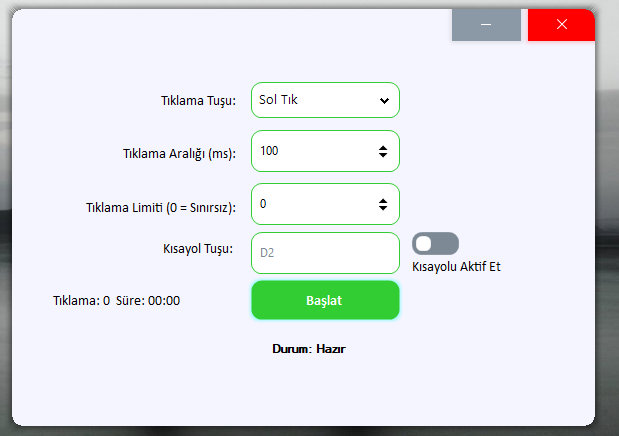 Tıklama Tuşu: Sol Tık
Tıklama Aralığı (ms): 100
Tıklama Limiti (0 = Sınırsız): 0
Kısayol Tuşu: D2
Kısayolu Aktif Et
Tıklama: 0 Süre: 00:00 Başlat
Durum: Hazır